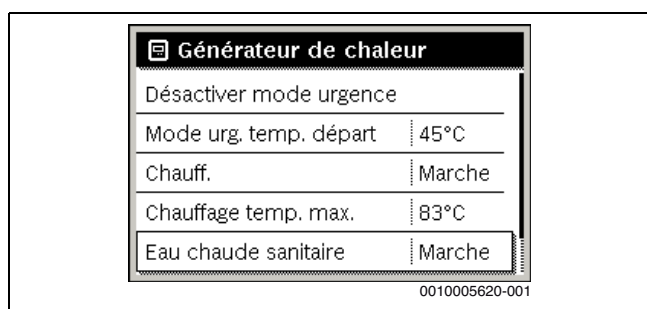 Générateur de chaleur
Désactiver mode urgence
Mode urg. temp. départ 45°C
Chauff. Marche
Chauffage temp. max. 83°C
Eau chaude sanitaire Marche
0010005620-001